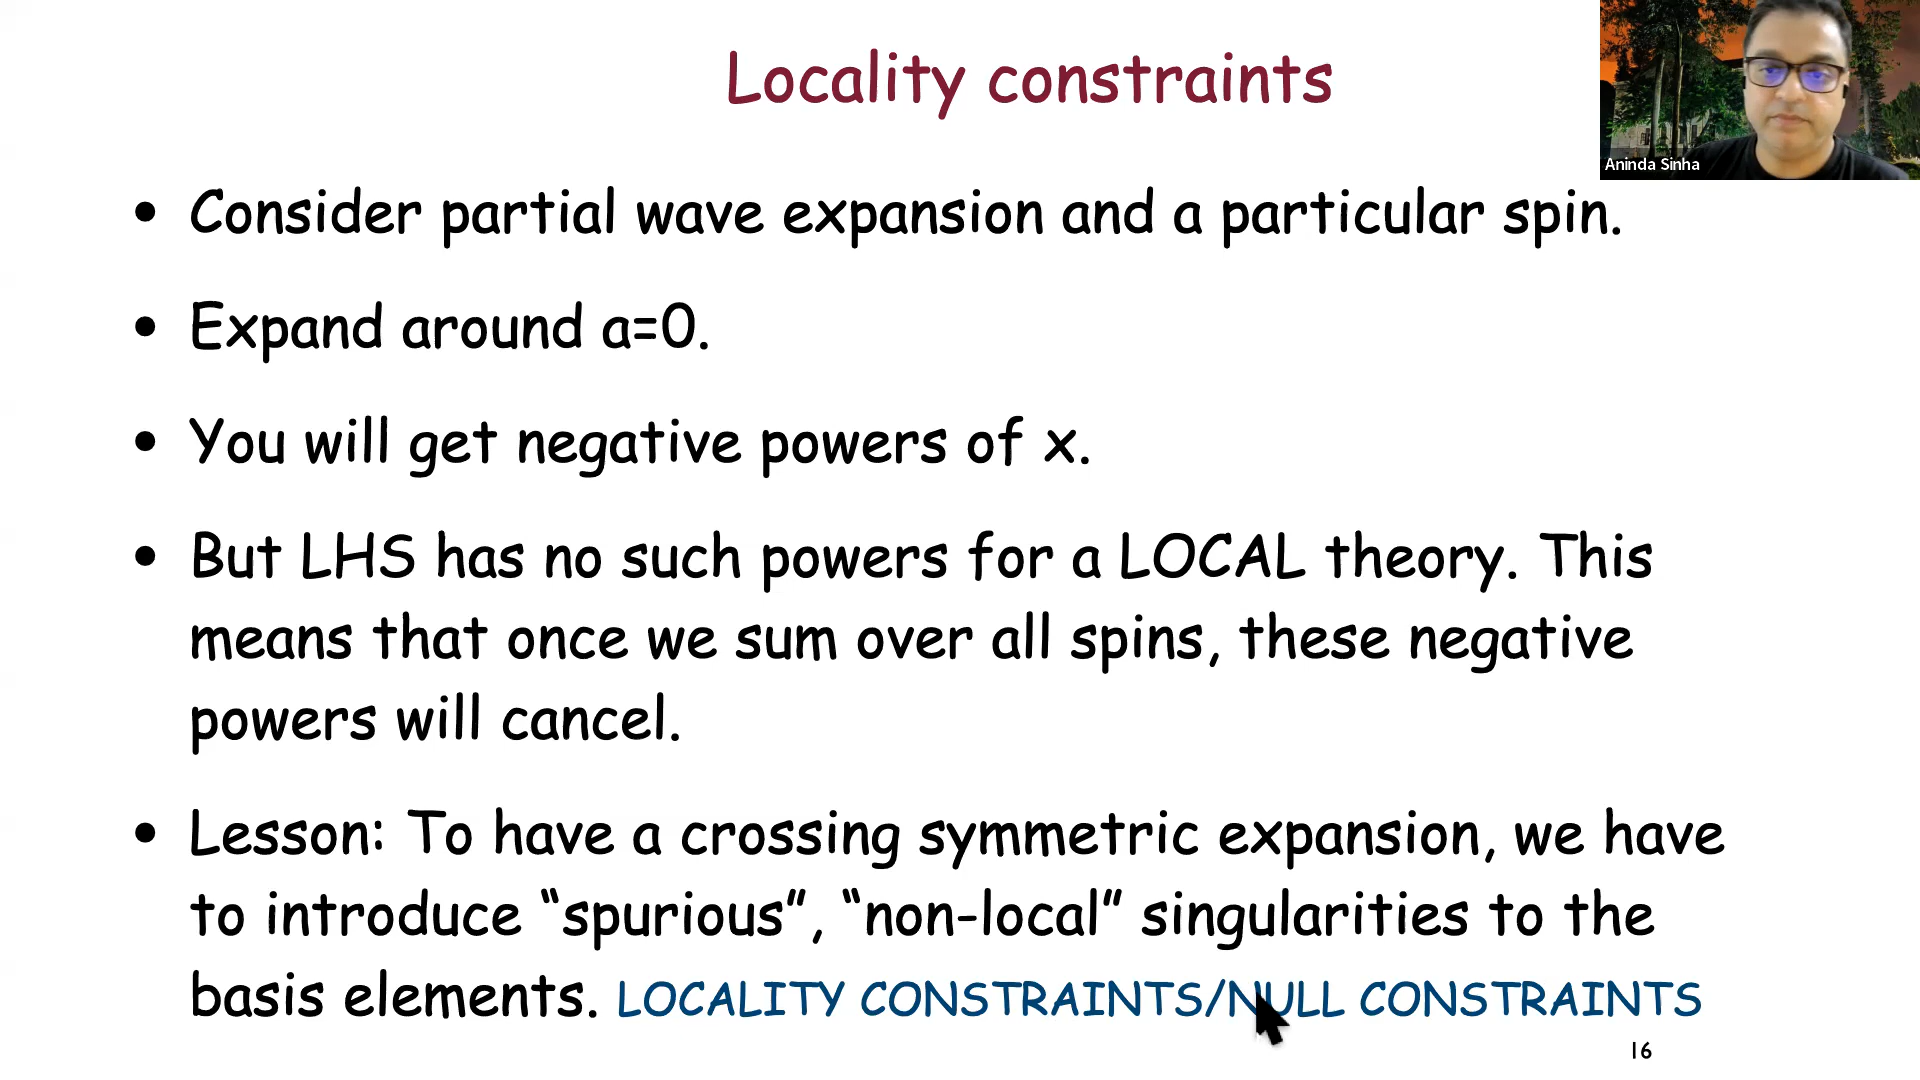 Locality constraints
Aninda Sinha
• Consider partial wave expansion and a particular spin.
• Expand around a=0.
• You will get negative powers of x.
• But LHS has no such powers for a LOCAL theory. This
means that once we sum over all spins, these negative
powers will cancel.
• Lesson: To have a crossing symmetric expansion, we have
to introduce “spurious”, “non-local” singularities to the
basis elements. LOCALITY CONSTRAINTS/NULL CONSTRAINTS
16